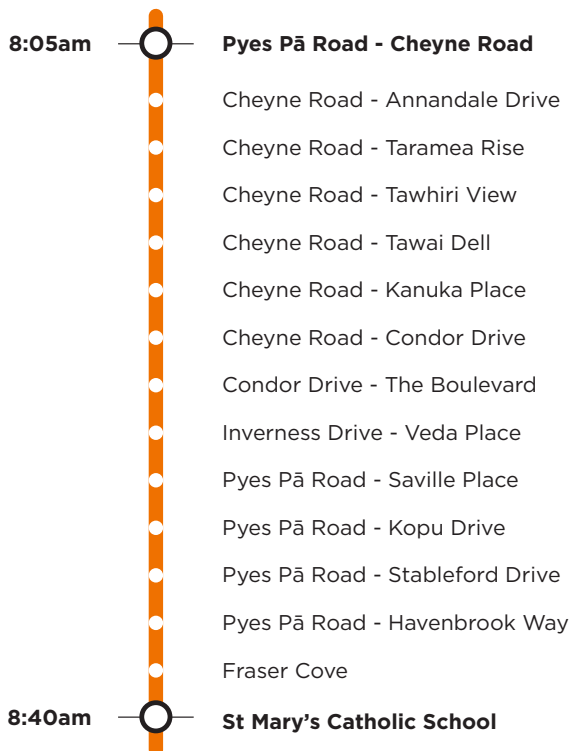 8:05am Pyes Pā Road - Cheyne Road
Cheyne Road - Annandale Drive
Cheyne Road - Taramea Rise
Cheyne Road - Tawhiri View
Cheyne Road - Tawai Dell
Cheyne Road - Kanuka Place
Cheyne Road - Condor Drive
Condor Drive - The Boulevard
Inverness Drive - Veda Place
Pyes Pā Road - Saville Place
Pyes Pā Road - Kopu Drive
Pyes Pā Road - Stableford Drive
Pyes Pā Road - Havenbrook Way
Fraser Cove
8:40am St Mary’s Catholic School